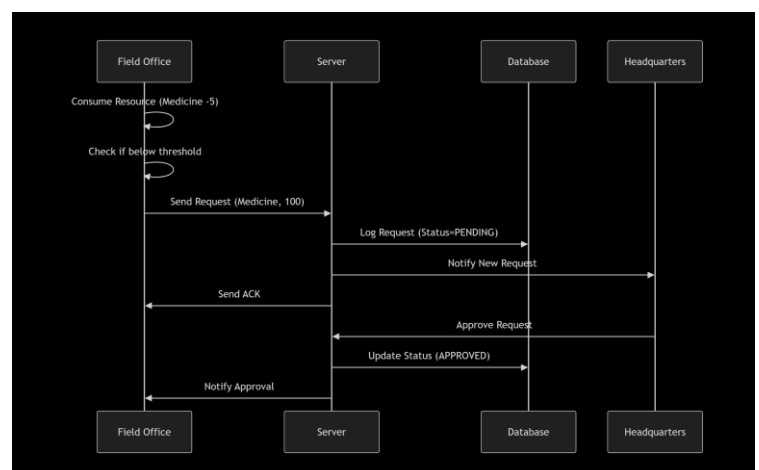 Field Office
Server
Database
Headquarters
Consume Resource (Medicine -5)
Check if below threshold
Send Request (Medicine, 100)
Log Request (Status=PENDING)
Notify New Request
Send ACK
Approve Request
Update Status (APPROVED)
Notify Approval
Field Office
Server
Database
Headquarters